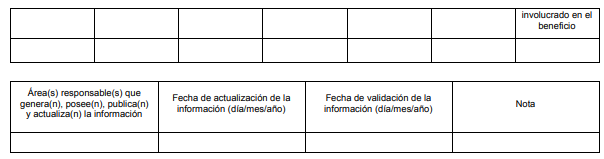 involucrado en el
beneficio
Área(s) responsable(s) que
genera(n), posee(n), publica(n)
y actualiza(n) la información
Fecha de actualización de la
información (día/mes/año)
Fecha de validación de la
información (día/mes/año)
Nota